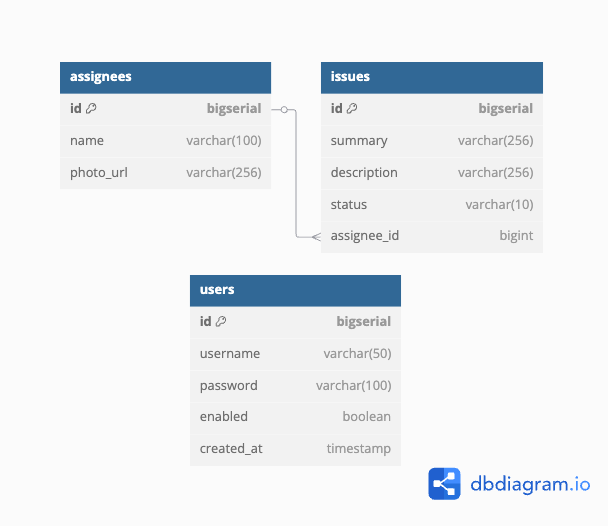 assignees
id bigserial
name varchar(100)
photo_url varchar(256)
issues
id bigserial
summary varchar(256)
description varchar(256)
status varchar(10)
assignee_id bigint
users
id bigserial
username varchar(50)
password varchar(100)
enabled boolean
created_at timestamp
dbdiagram.io